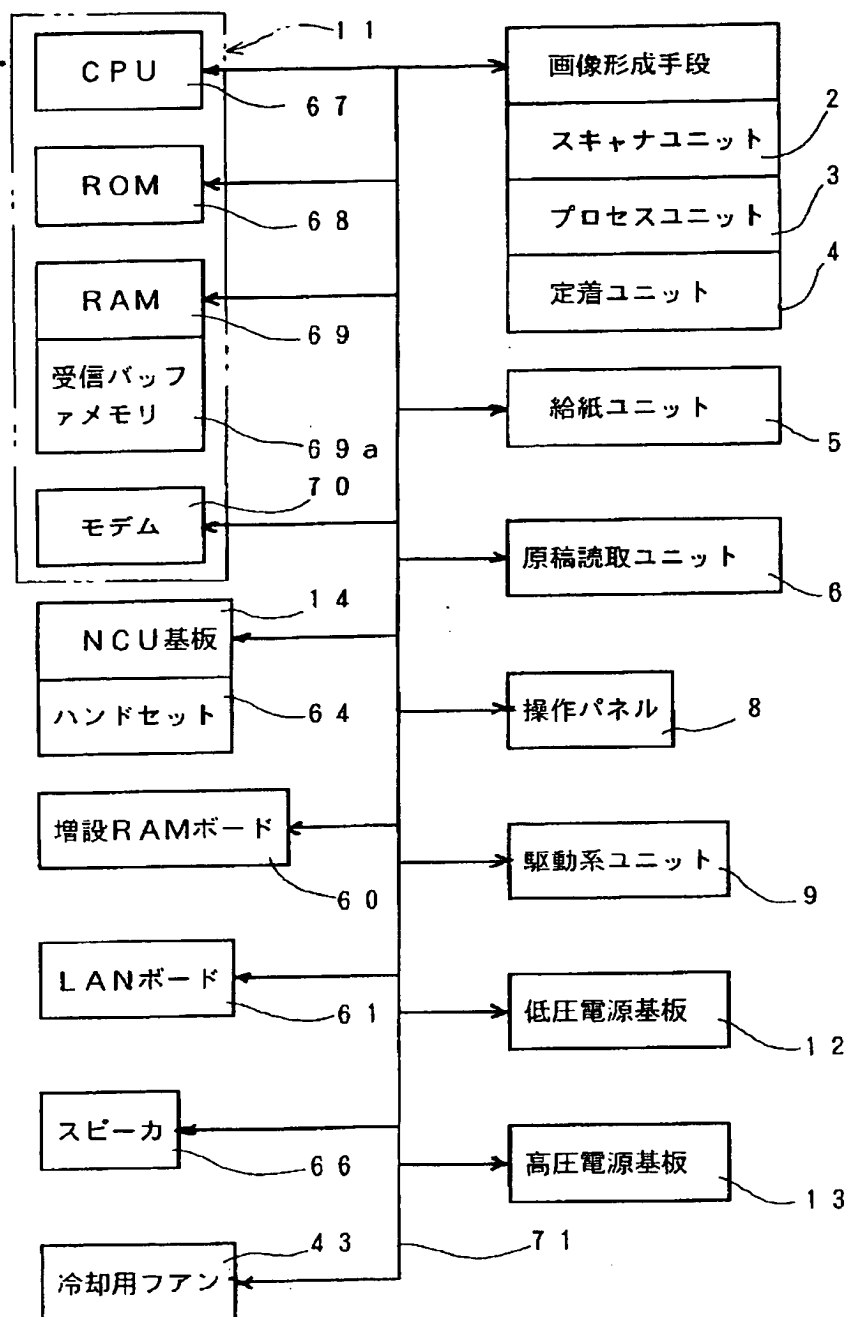 11
CPU
67
ROM
68
RAM
69
受信バッフ
ァメモリ
69a
70
モデム
14
NCU基板
ハンドセット
64
増設RAMボード
60
LANボード
61
スピーカ
66
43
冷却用フアン
71
画像形成手段
2
スキャナユニット
3
プロセスユニット
4
定着ユニット
給紙ユニット
5
原稿読取ユニット
6
操作パネル
8
駆動系ユニット
9
低圧電源基板
12
高圧電源基板
13